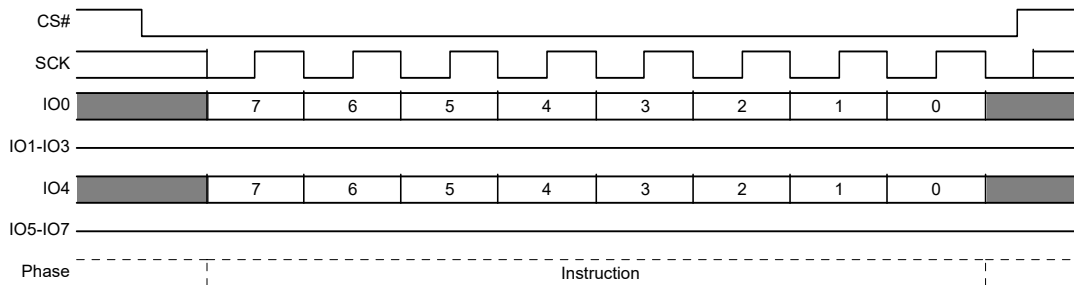 CS#
SCK
IO0 7 6 5 4 3 2 1 0
IO1-IO3
IO4 7 6 5 4 3 2 1 0
IO5-IO7
Phase Instruction